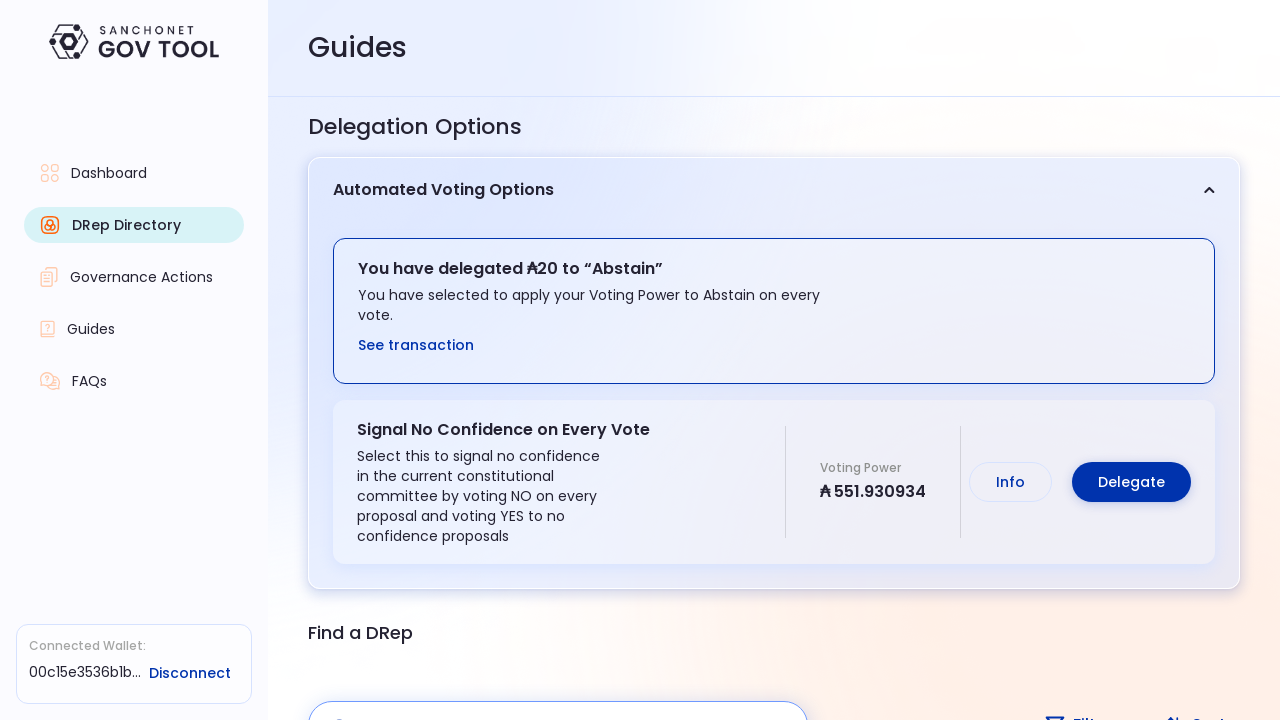 SANCHONET
GOV TOOL
Guides
Delegation Options
Dashboard
DRep Directory
Governance Actions
Guides
FAQs
Automated Voting Options
You have delegated ₳20 to “Abstain”
You have selected to apply your Voting Power to Abstain on every
vote.
See transaction
Signal No Confidence on Every Vote
Select this to signal no confidence
in the current constitutional
committee by voting NO on every
proposal and voting YES to no
confidence proposals
Voting Power
₳ 551.930934
Info
Delegate
Find a DRep
Connected Wallet:
00c15e3536b1b...
Disconnect